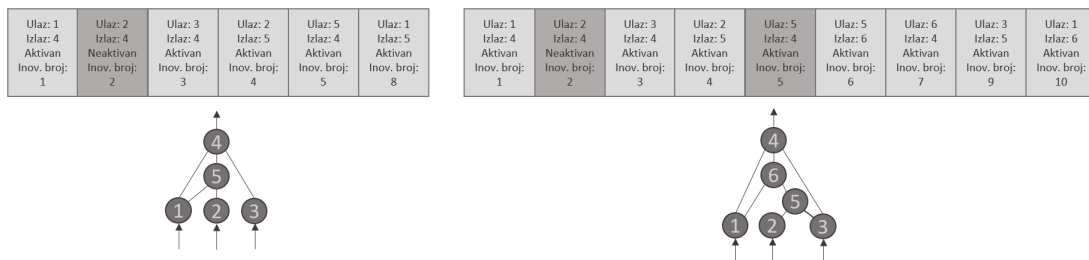 Ulaz: 1
Izlaz: 4
Aktivan
Inov. broj:
1
Ulaz: 2
Izlaz: 4
Neaktivan
Inov. broj:
2
Ulaz: 3
Izlaz: 4
Aktivan
Inov. broj:
3
Ulaz: 2
Izlaz: 5
Aktivan
Inov. broj:
4
Ulaz: 5
Izlaz: 4
Aktivan
Inov. broj:
5
Ulaz: 1
Izlaz: 5
Aktivan
Inov. broj:
8
Ulaz: 1
Izlaz: 4
Aktivan
Inov. broj:
1
Ulaz: 2
Izlaz: 4
Neaktivan
Inov. broj:
2
Ulaz: 3
Izlaz: 4
Aktivan
Inov. broj:
3
Ulaz: 2
Izlaz: 5
Aktivan
Inov. broj:
4
Ulaz: 5
Izlaz: 4
Aktivan
Inov. broj:
5
Ulaz: 5
Izlaz: 6
Aktivan
Inov. broj:
6
Ulaz: 6
Izlaz: 4
Aktivan
Inov. broj:
7
Ulaz: 3
Izlaz: 5
Aktivan
Inov. broj:
9
Ulaz: 1
Izlaz: 6
Aktivan
Inov. broj:
10
4
5
1 2 3
4
6
5
1 2 3